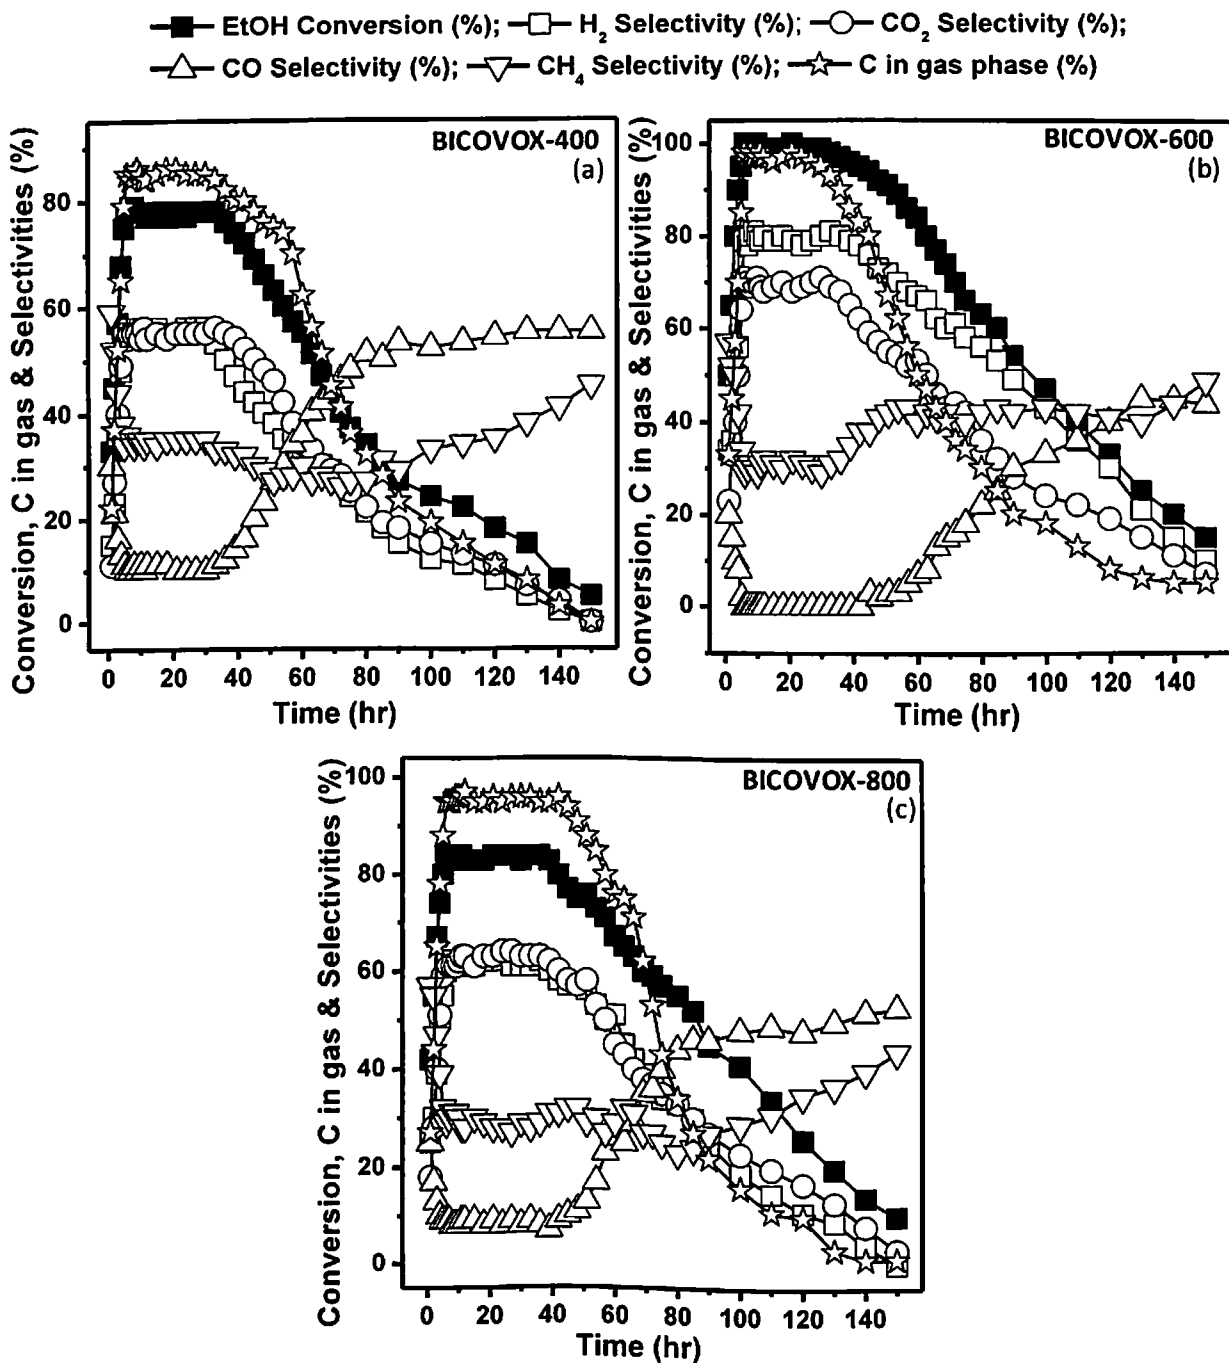 EtOH Conversion (%); H₂ Selectivity (%); CO₂ Selectivity (%);
CO Selectivity (%); CH₄ Selectivity (%); C in gas phase (%)
BICOVOX-400
(a)
Conversion, C in gas & Selectivities (%)
80
60
40
20
0
0 20 40 60 80 100 120 140
Time (hr)
BICOVOX-600
(b)
Conversion, C in gas & Selectivities (%)
100
80
60
40
20
0
0 20 40 60 80 100 120 140
Time (hr)
BICOVOX-800
(c)
Conversion, C in gas & Selectivities (%)
100
80
60
40
20
0
0 20 40 60 80 100 120 140
Time (hr)